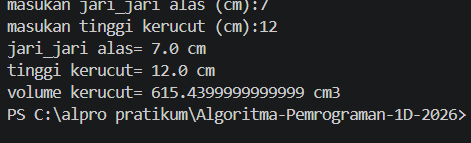 masukan jari_jari alas (cm):7
masukan tinggi kerucut (cm):12
jari_jari alas= 7.0 cm
tinggi kerucut= 12.0 cm
volume kerucut= 615.4399999999999 cm3
PS C:\alpro pratikum\Algoritma-Pemrograman-1D-2026>